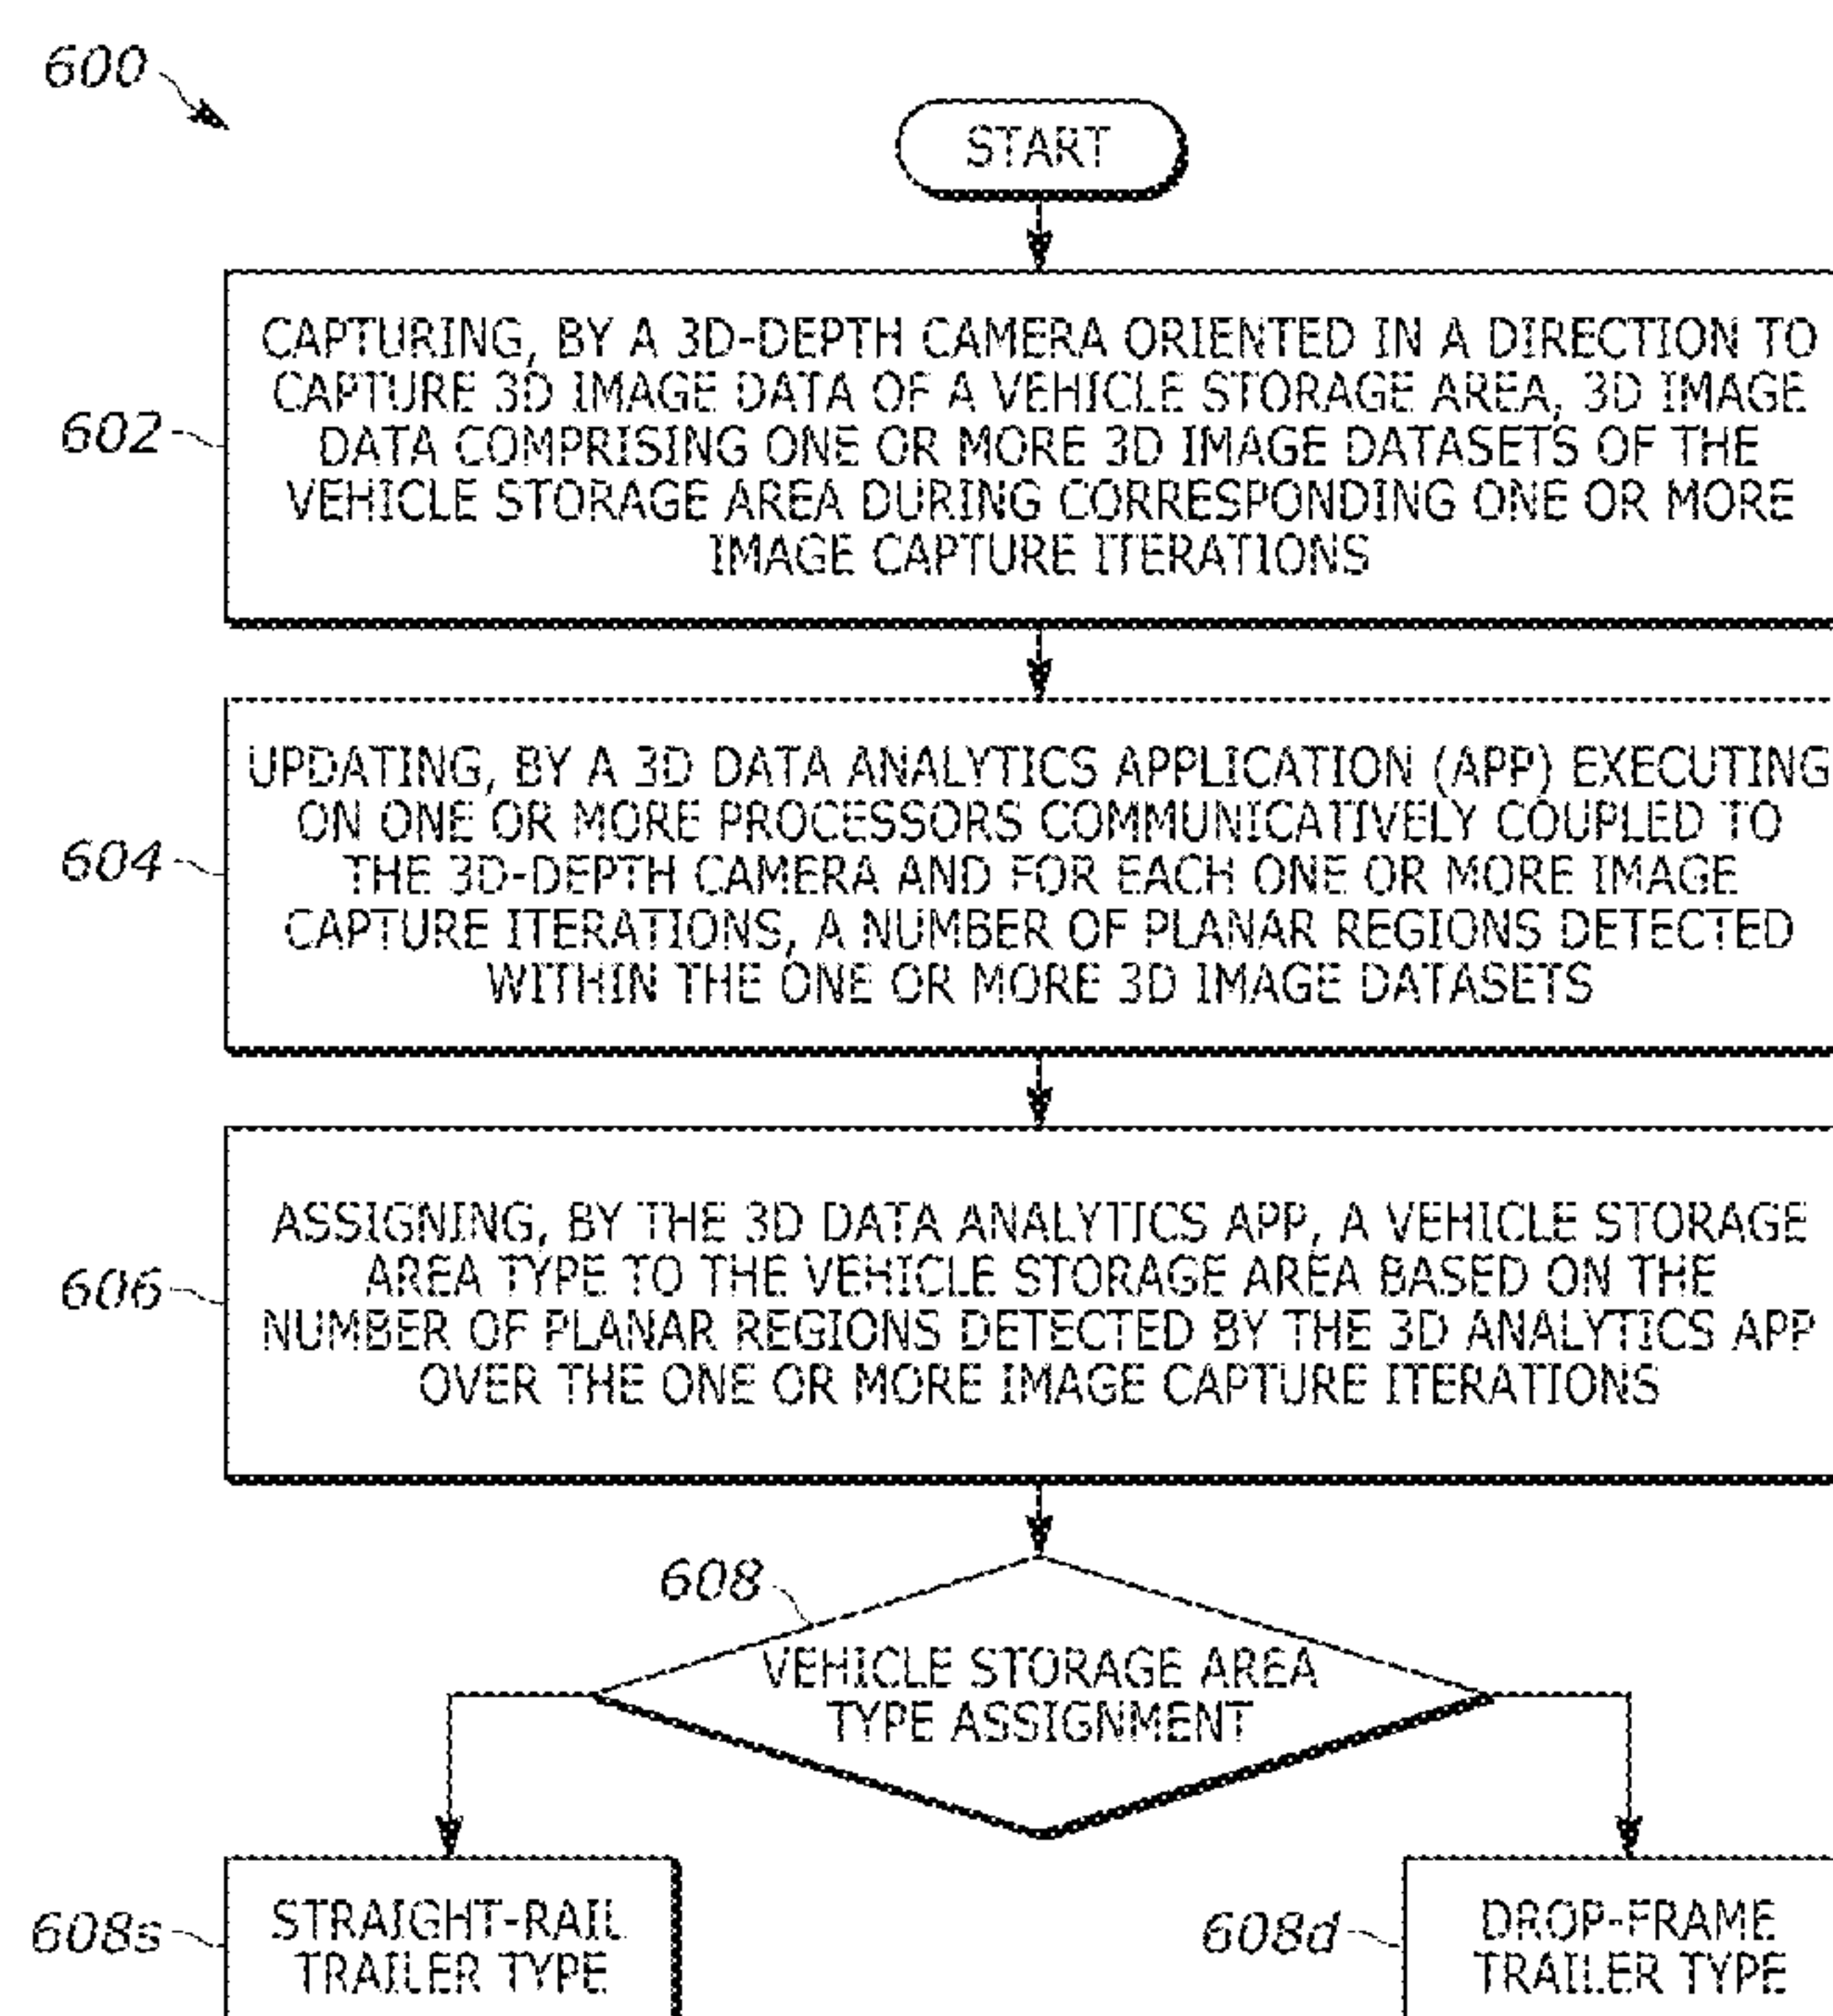 600
START
CAPTURING, BY A 3D-DEPTH CAMERA ORIENTED IN A DIRECTION TO
CAPTURE 3D IMAGE DATA OF A VEHICLE STORAGE AREA, 3D IMAGE
602
DATA COMPRISING ONE OR MORE 3D IMAGE DATASETS OF THE
VEHICLE STORAGE AREA DURING CORRESPONDING ONE OR MORE
IMAGE CAPTURE ITERATIONS
UPDATING, BY A 3D DATA ANALYTICS APPLICATION (APP) EXECUTING
ON ONE OR MORE PROCESSORS COMMUNICATIVELY COUPLED TO
604
THE 3D-DEPTH CAMERA AND FOR EACH ONE OR MORE IMAGE
CAPTURE ITERATIONS, A NUMBER OF PLANAR REGIONS DETECTED
WITHIN THE ONE OR MORE 3D IMAGE DATASETS
ASSIGNING, BY THE 3D DATA ANALYTICS APP, A VEHICLE STORAGE
AREA TYPE TO THE VEHICLE STORAGE AREA BASED ON THE
606
NUMBER OF PLANAR REGIONS DETECTED BY THE 3D ANALYTICS APP
OVER THE ONE OR MORE IMAGE CAPTURE ITERATIONS
608
VEHICLE STORAGE AREA
TYPE ASSIGNMENT
608s
STRAIGHT-RAIL
TRAILER TYPE
608d
DROP-FRAME
TRAILER TYPE